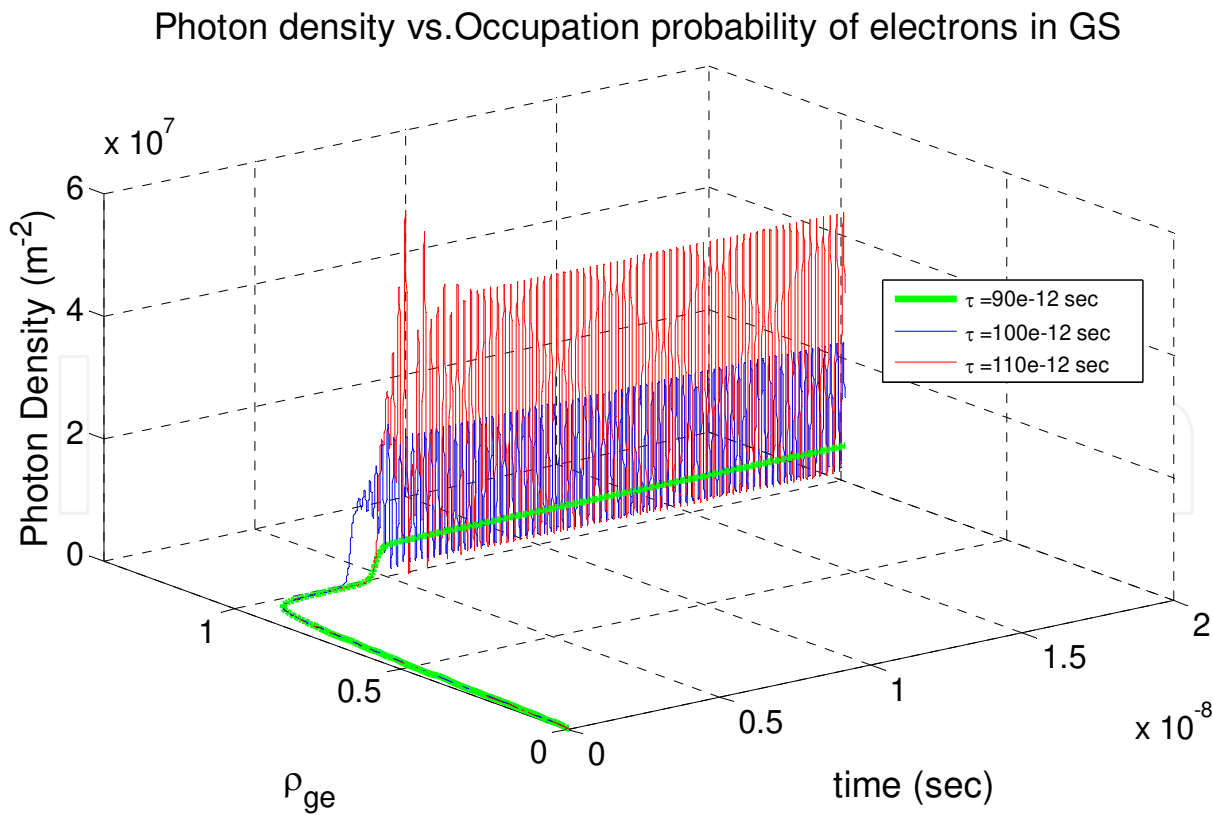 Photon density vs.Occupation probability of electrons in GS
x 10^7
6
4
2
0
Photon Density (m^-2)
τ =90e-12 sec
τ =100e-12 sec
τ =110e-12 sec
1
0.5
0
ρ_ge
0
0.5
1
1.5
2
x 10^-8
time (sec)